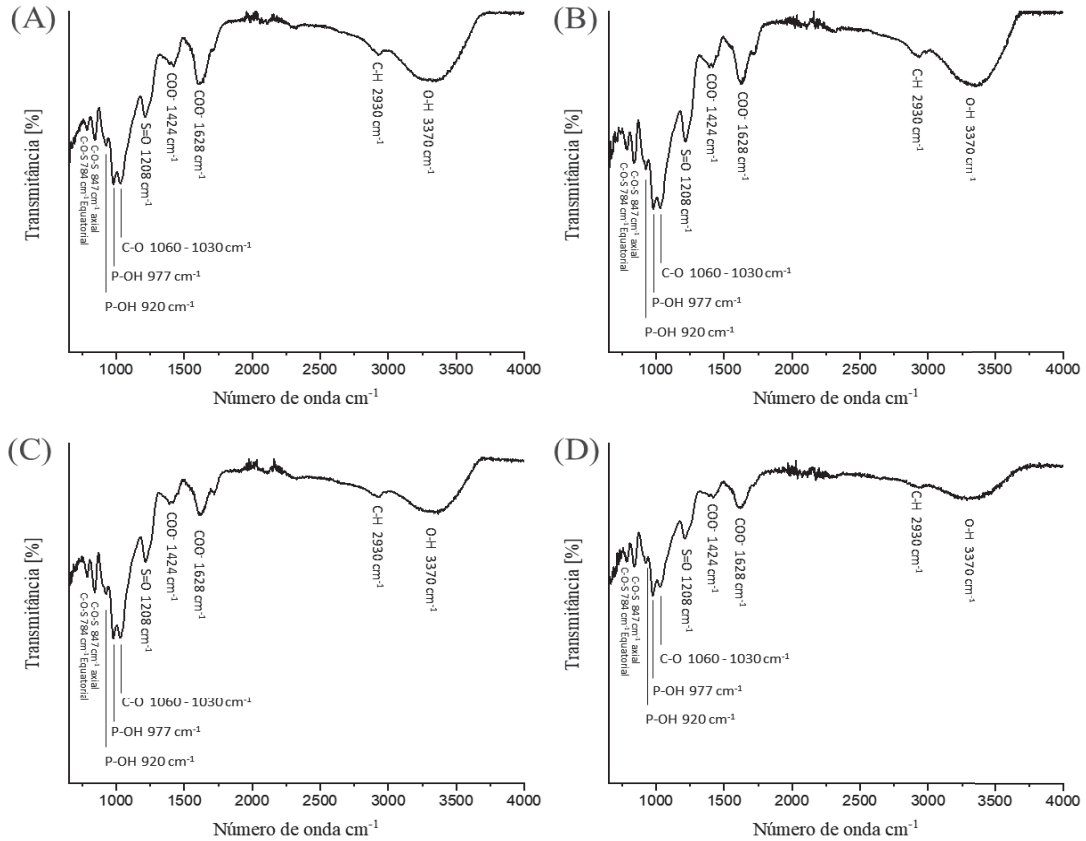 (A)
Transmitância [%]
C-O-S 784 cm⁻¹ Equatorial
C-O-S 847 cm⁻¹ axial
S=O 1208 cm⁻¹
COO⁻ 1424 cm⁻¹
COO⁻ 1628 cm⁻¹
C-H 2930 cm⁻¹
O-H 3370 cm⁻¹
C-O 1060 - 1030 cm⁻¹
P-OH 977 cm⁻¹
P-OH 920 cm⁻¹
1000 1500 2000 2500 3000 3500 4000
Número de onda cm⁻¹
(B)
Transmitância [%]
C-O-S 784 cm⁻¹ Equatorial
C-O-S 847 cm⁻¹ axial
S=O 1208 cm⁻¹
COO⁻ 1424 cm⁻¹
COO⁻ 1628 cm⁻¹
C-H 2930 cm⁻¹
O-H 3370 cm⁻¹
C-O 1060 - 1030 cm⁻¹
P-OH 977 cm⁻¹
P-OH 920 cm⁻¹
1000 1500 2000 2500 3000 3500 4000
Número de onda cm⁻¹
(C)
Transmitância [%]
C-O-S 784 cm⁻¹ Equatorial
C-O-S 847 cm⁻¹ axial
S=O 1208 cm⁻¹
COO⁻ 1424 cm⁻¹
COO⁻ 1628 cm⁻¹
C-H 2930 cm⁻¹
O-H 3370 cm⁻¹
C-O 1060 - 1030 cm⁻¹
P-OH 977 cm⁻¹
P-OH 920 cm⁻¹
1000 1500 2000 2500 3000 3500 4000
Número de onda cm⁻¹
(D)
Transmitância [%]
C-O-S 784 cm⁻¹ Equatorial
C-O-S 847 cm⁻¹ axial
S=O 1208 cm⁻¹
COO⁻ 1424 cm⁻¹
COO⁻ 1628 cm⁻¹
C-H 2930 cm⁻¹
O-H 3370 cm⁻¹
C-O 1060 - 1030 cm⁻¹
P-OH 977 cm⁻¹
P-OH 920 cm⁻¹
1000 1500 2000 2500 3000 3500 4000
Número de onda cm⁻¹